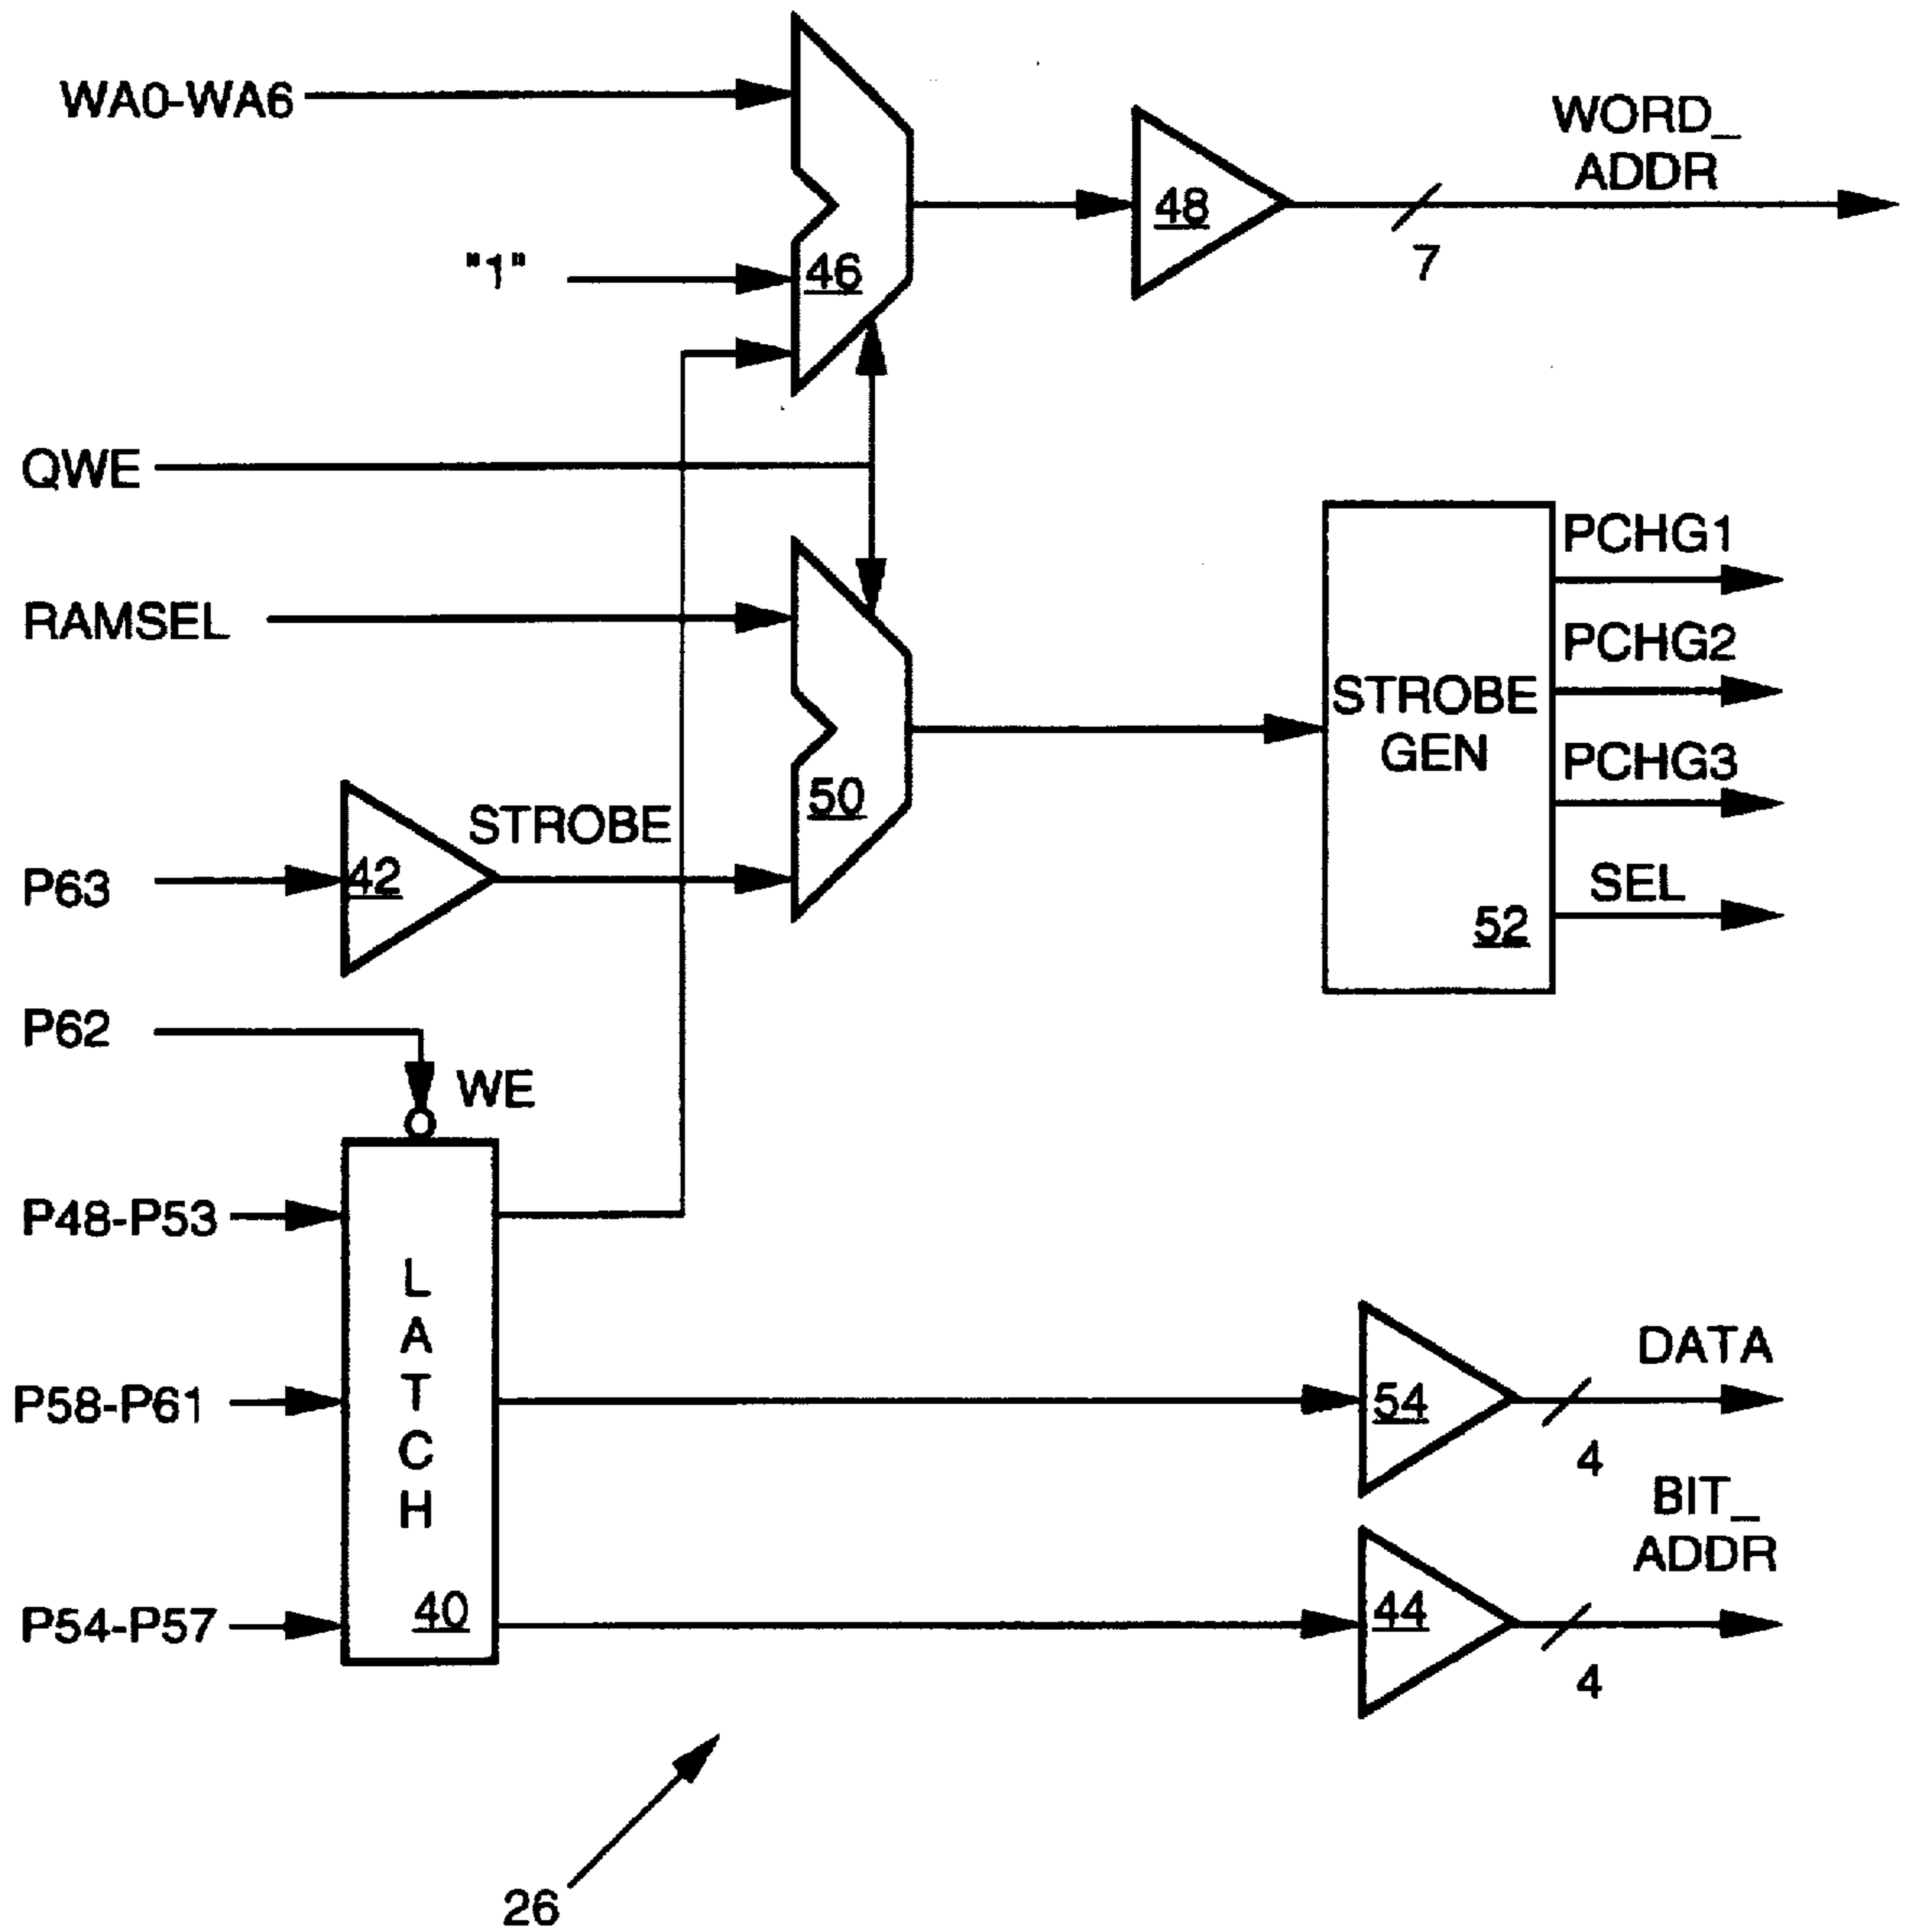 WA0-WA6
WORD_
ADDR
48
7
"1"
46
QWE
RAMSEL
PCHG1
PCHG2
STROBE
GEN
PCHG3
50
STROBE
P63
42
SEL
52
P62
WE
P48-P53
L
A
T
C
H
P58-P61
DATA
54
4
BIT_
ADDR
P54-P57
40
44
4
26